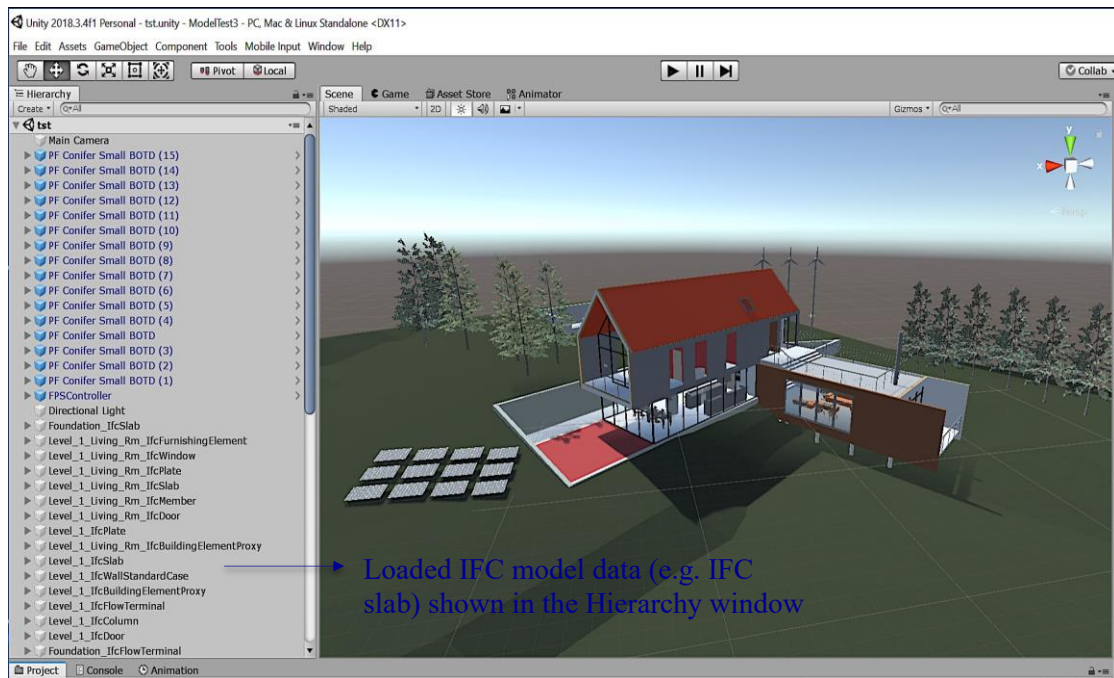 Unity 2018.3.4f1 Personal - tst.unity - ModelTest3 - PC, Mac & Linux Standalone <DX11>
File Edit Assets GameObject Component Tools Mobile Input Window Help
Pivot Local Collab
Hierarchy Scene Game Asset Store Animator
Create All Shaded 2D Gizmos All
tst
Main Camera
PF Conifer Small BOTD (15)
PF Conifer Small BOTD (14)
PF Conifer Small BOTD (13)
PF Conifer Small BOTD (12)
PF Conifer Small BOTD (11)
PF Conifer Small BOTD (10)
PF Conifer Small BOTD (9)
PF Conifer Small BOTD (8)
PF Conifer Small BOTD (7)
PF Conifer Small BOTD (6)
PF Conifer Small BOTD (5)
PF Conifer Small BOTD (4)
PF Conifer Small BOTD
PF Conifer Small BOTD (3)
PF Conifer Small BOTD (2)
PF Conifer Small BOTD (1)
FPSController
Directional Light
Foundation_IfcSlab
Level_1_Living_Rm_IfcFurnishingElement
Level_1_Living_Rm_IfcWindow
Level_1_Living_Rm_IfcPlate
Level_1_Living_Rm_IfcSlab
Level_1_Living_Rm_IfcMember
Level_1_Living_Rm_IfcDoor
Level_1_IfcPlate
Level_1_Living_Rm_IfcBuildingElementProxy
Level_1_IfcSlab
Level_1_IfcWallStandardCase
Level_1_IfcBuildingElementProxy
Level_1_IfcFlowTerminal
Level_1_IfcColumn
Level_1_IfcDoor
Foundation_IfcFlowTerminal
y
x
Persp
Loaded IFC model data (e.g. IFC
slab) shown in the Hierarchy window
Project Console Animation